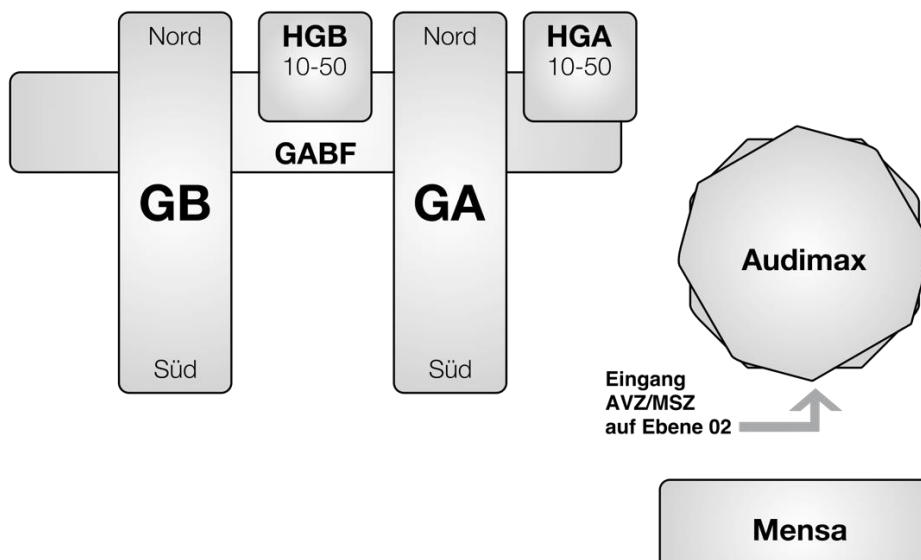 Nord
HGB
10-50
Nord
HGA
10-50
GABF
GB
GA
Audimax
Süd
Süd
Eingang
AVZ/MSZ
auf Ebene 02
Mensa